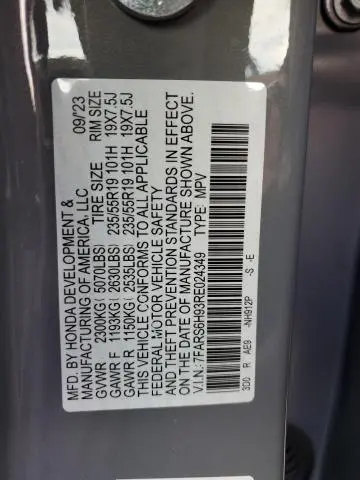 MFD. BY HONDA DEVELOPMENT &
MANUFACTURING OF AMERICA, LLC. 09/'23
TIRE SIZE RIM SIZE
GVWR 2300KG ( 5070LBS) 
GAWR F 1193KG ( 2630LBS) 235/55R19 101H 19X7.5J
GAWR R 1150KG ( 2535LBS) 235/55R19 101H 19X7.5J
THIS VEHICLE CONFORMS TO ALL APPLICABLE
FEDERAL MOTOR VEHICLE SAFETY
AND THEFT PREVENTION STANDARDS IN EFFECT
ON THE DATE OF MANUFACTURE SHOWN ABOVE.
V.I.N.: 7FARS6H93RE024349 TYPE: MPV
3D0 R AE9 -NH912P -S -E